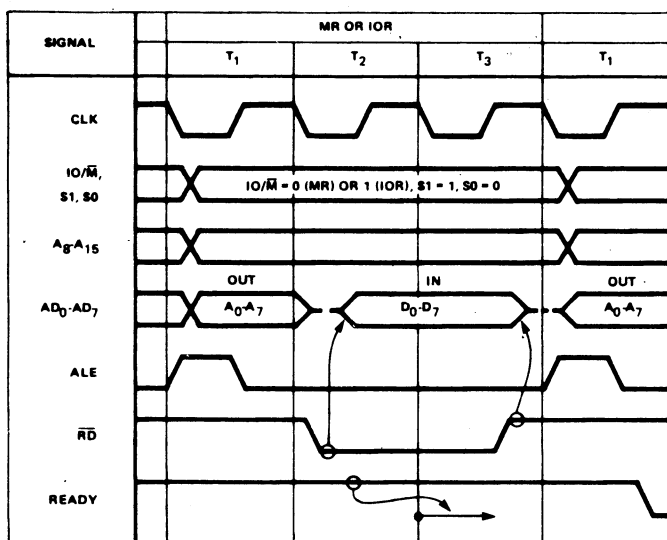 SIGNAL
MR OR IOR
T₁ T₂ T₃ T₁
CLK
IO/M̅,
S1, S0
IO/M̅ = 0 (MR) OR 1 (IOR), S1 = 1, S0 = 0
A₈-A₁₅
OUT IN OUT
AD₀-AD₇
A₀-A₇ D₀-D₇ A₀-A₇
ALE
R̅D̅
READY